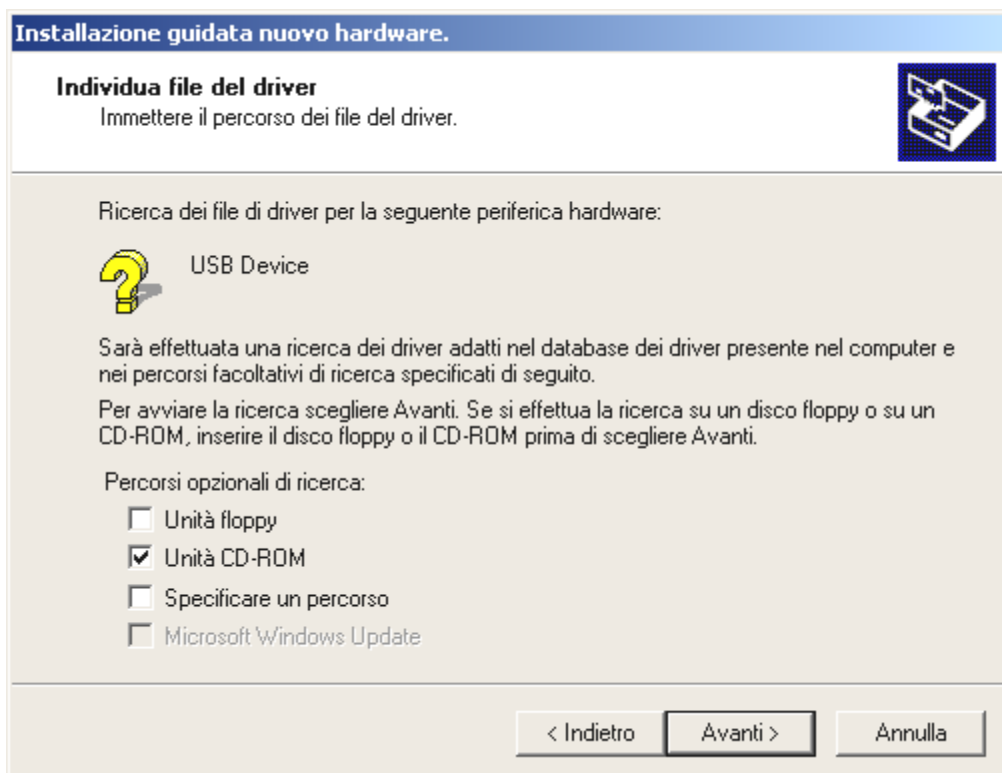 Installazione guidata nuovo hardware.
Individua file del driver
Immettere il percorso dei file del driver.
Ricerca dei file di driver per la seguente periferica hardware:
USB Device
Sarà effettuata una ricerca dei driver adatti nel database dei driver presente nel computer e
nei percorsi facoltativi di ricerca specificati di seguito.
Per avviare la ricerca scegliere Avanti. Se si effettua la ricerca su un disco floppy o su un
CD-ROM, inserire il disco floppy o il CD-ROM prima di scegliere Avanti.
Percorsi opzionali di ricerca:
Unità floppy
Unità CD-ROM
Specificare un percorso
Microsoft Windows Update
< Indietro Avanti > Annulla